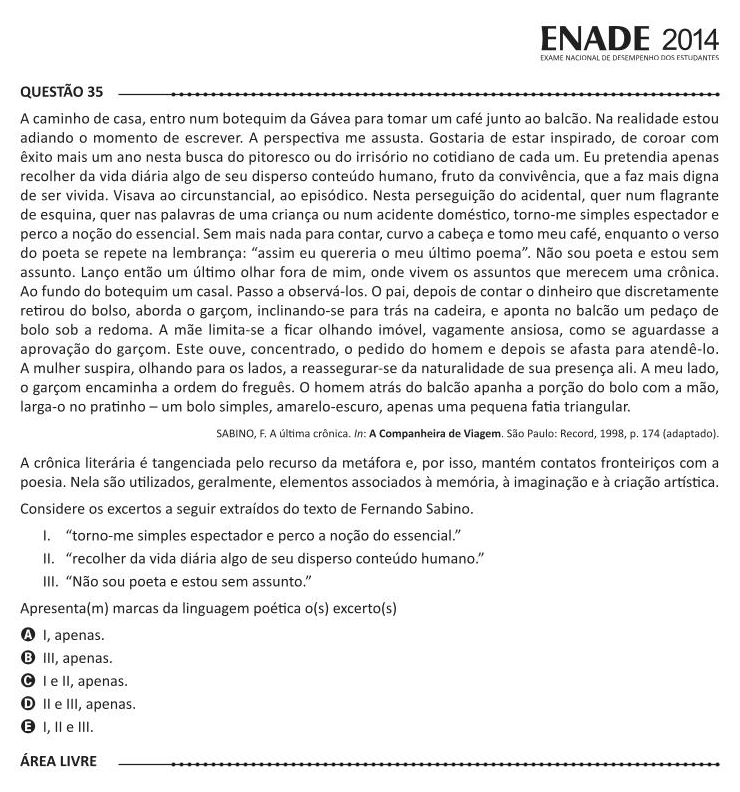 ENADE 2014
EXAME NACIONAL DE DESEMPENHO DOS ESTUDANTES
QUESTÃO 35
A caminho de casa, entro num botequim da Gávea para tomar um café junto ao balcão. Na realidade estou
adiando o momento de escrever. A perspectiva me assusta. Gostaria de estar inspirado, de coroar com
êxito mais um ano nesta busca do pitoresco ou do irrisório no cotidiano de cada um. Eu pretendia apenas
recolher da vida diária algo de seu disperso conteúdo humano, fruto da convivência, que a faz mais digna
de ser vivida. Visava ao circunstancial, ao episódico. Nesta perseguição do acidental, quer num flagrante
de esquina, quer nas palavras de uma criança ou num acidente doméstico, torno-me simples espectador e
perco a noção do essencial. Sem mais nada para contar, curvo a cabeça e tomo meu café, enquanto o verso
do poeta se repete na lembrança: “assim eu quereria o meu último poema”. Não sou poeta e estou sem
assunto. Lanço então um último olhar fora de mim, onde vivem os assuntos que merecem uma crônica.
Ao fundo do botequim um casal. Passo a observá-los. O pai, depois de contar o dinheiro que discretamente
retirou do bolso, aborda o garçom, inclinando-se para trás na cadeira, e aponta no balcão um pedaço de
bolo sob a redoma. A mãe limita-se a ficar olhando imóvel, vagamente ansiosa, como se aguardasse a
aprovação do garçom. Este ouve, concentrado, o pedido do homem e depois se afasta para atendê-lo.
A mulher suspira, olhando para os lados, a reassegurar-se da naturalidade de sua presença ali. A meu lado,
o garçom encaminha a ordem do freguês. O homem atrás do balcão apanha a porção do bolo com a mão,
larga-o no pratinho – um bolo simples, amarelo-escuro, apenas uma pequena fatia triangular.
SABINO, F. A última crônica. In: A Companheira de Viagem. São Paulo: Record, 1998, p. 174 (adaptado).
A crônica literária é tangenciada pelo recurso da metáfora e, por isso, mantém contatos fronteiriços com a
poesia. Nela são utilizados, geralmente, elementos associados à memória, à imaginação e à criação artística.
Considere os excertos a seguir extraídos do texto de Fernando Sabino.
I. “torno-me simples espectador e perco a noção do essencial.”
II. “recolher da vida diária algo de seu disperso conteúdo humano.”
III. “Não sou poeta e estou sem assunto.”
Apresenta(m) marcas da linguagem poética o(s) excerto(s)
A I, apenas.
B III, apenas.
C I e II, apenas.
D II e III, apenas.
E I, II e III.
ÁREA LIVRE